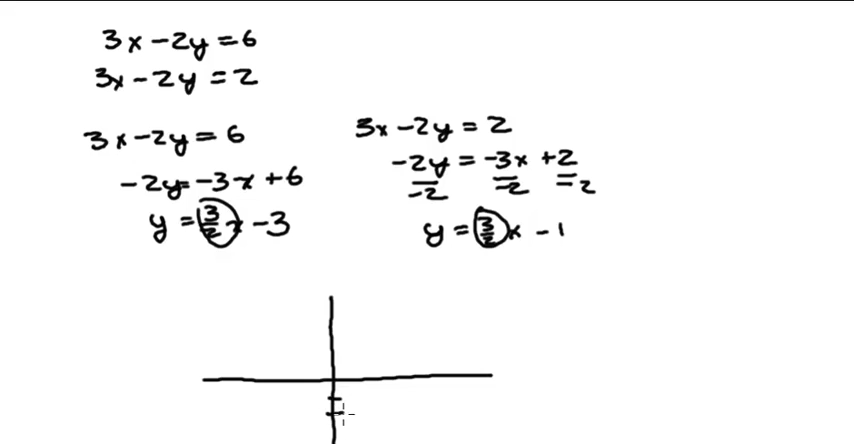 3x - 2y = 6
3x - 2y = 2
3x - 2y = 6
-2y = -3x + 6
y = 3/2 x - 3
3x - 2y = 2
-2y = -3x + 2
-2 -2 -2
y = 3/2 x - 1